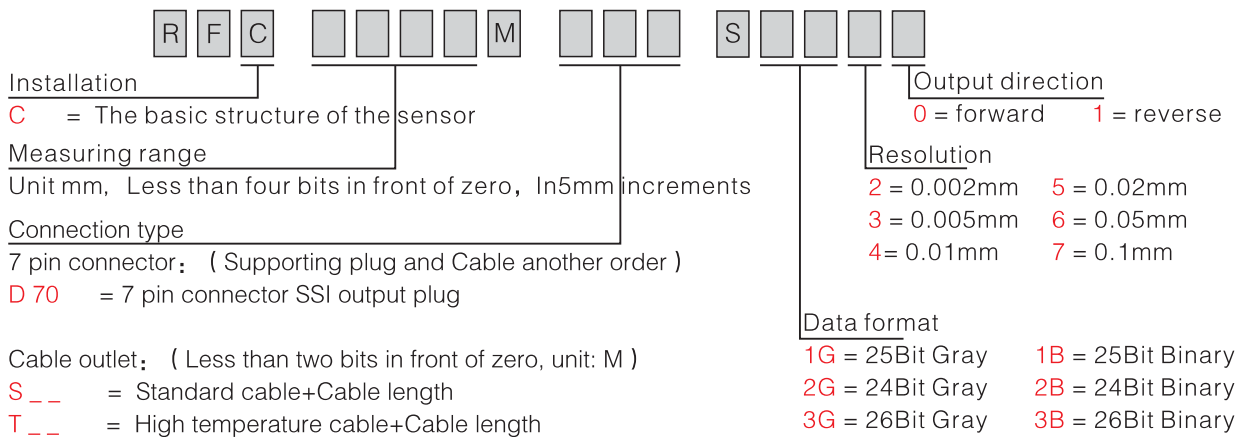 R F C M S
Installation
C = The basic structure of the sensor
Measuring range
Unit mm, Less than four bits in front of zero, In5mm increments
Connection type
7 pin connector: ( Supporting plug and Cable another order )
D 70 = 7 pin connector SSI output plug
Cable outlet: ( Less than two bits in front of zero, unit: M )
S _ _ = Standard cable+Cable length
T _ _ = High temperature cable+Cable length
Output direction
0 = forward 1 = reverse
Resolution
2 = 0.002mm 5 = 0.02mm
3 = 0.005mm 6 = 0.05mm
4= 0.01mm 7 = 0.1mm
Data format
1G = 25Bit Gray 1B = 25Bit Binary
2G = 24Bit Gray 2B = 24Bit Binary
3G = 26Bit Gray 3B = 26Bit Binary